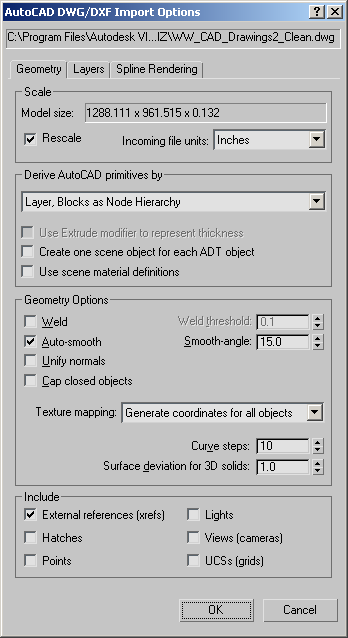 AutoCAD DWG/DXF Import Options
C:\Program Files\Autodesk VI...IZ\WW_CAD_Drawings2_Clean.dwg
Geometry Layers Spline Rendering
Scale
Model size: 1288.111 x 961.515 x 0.132
Rescale Incoming file units: Inches
Derive AutoCAD primitives by
Layer, Blocks as Node Hierarchy
Use Extrude modifier to represent thickness
Create one scene object for each ADT object
Use scene material definitions
Geometry Options
Weld Weld threshold: 0.1
Auto-smooth Smooth-angle: 15.0
Unify normals
Cap closed objects
Texture mapping: Generate coordinates for all objects
Curve steps: 10
Surface deviation for 3D solids: 1.0
Include
External references (xrefs) Lights
Hatches Views (cameras)
Points UCSs (grids)
OK Cancel